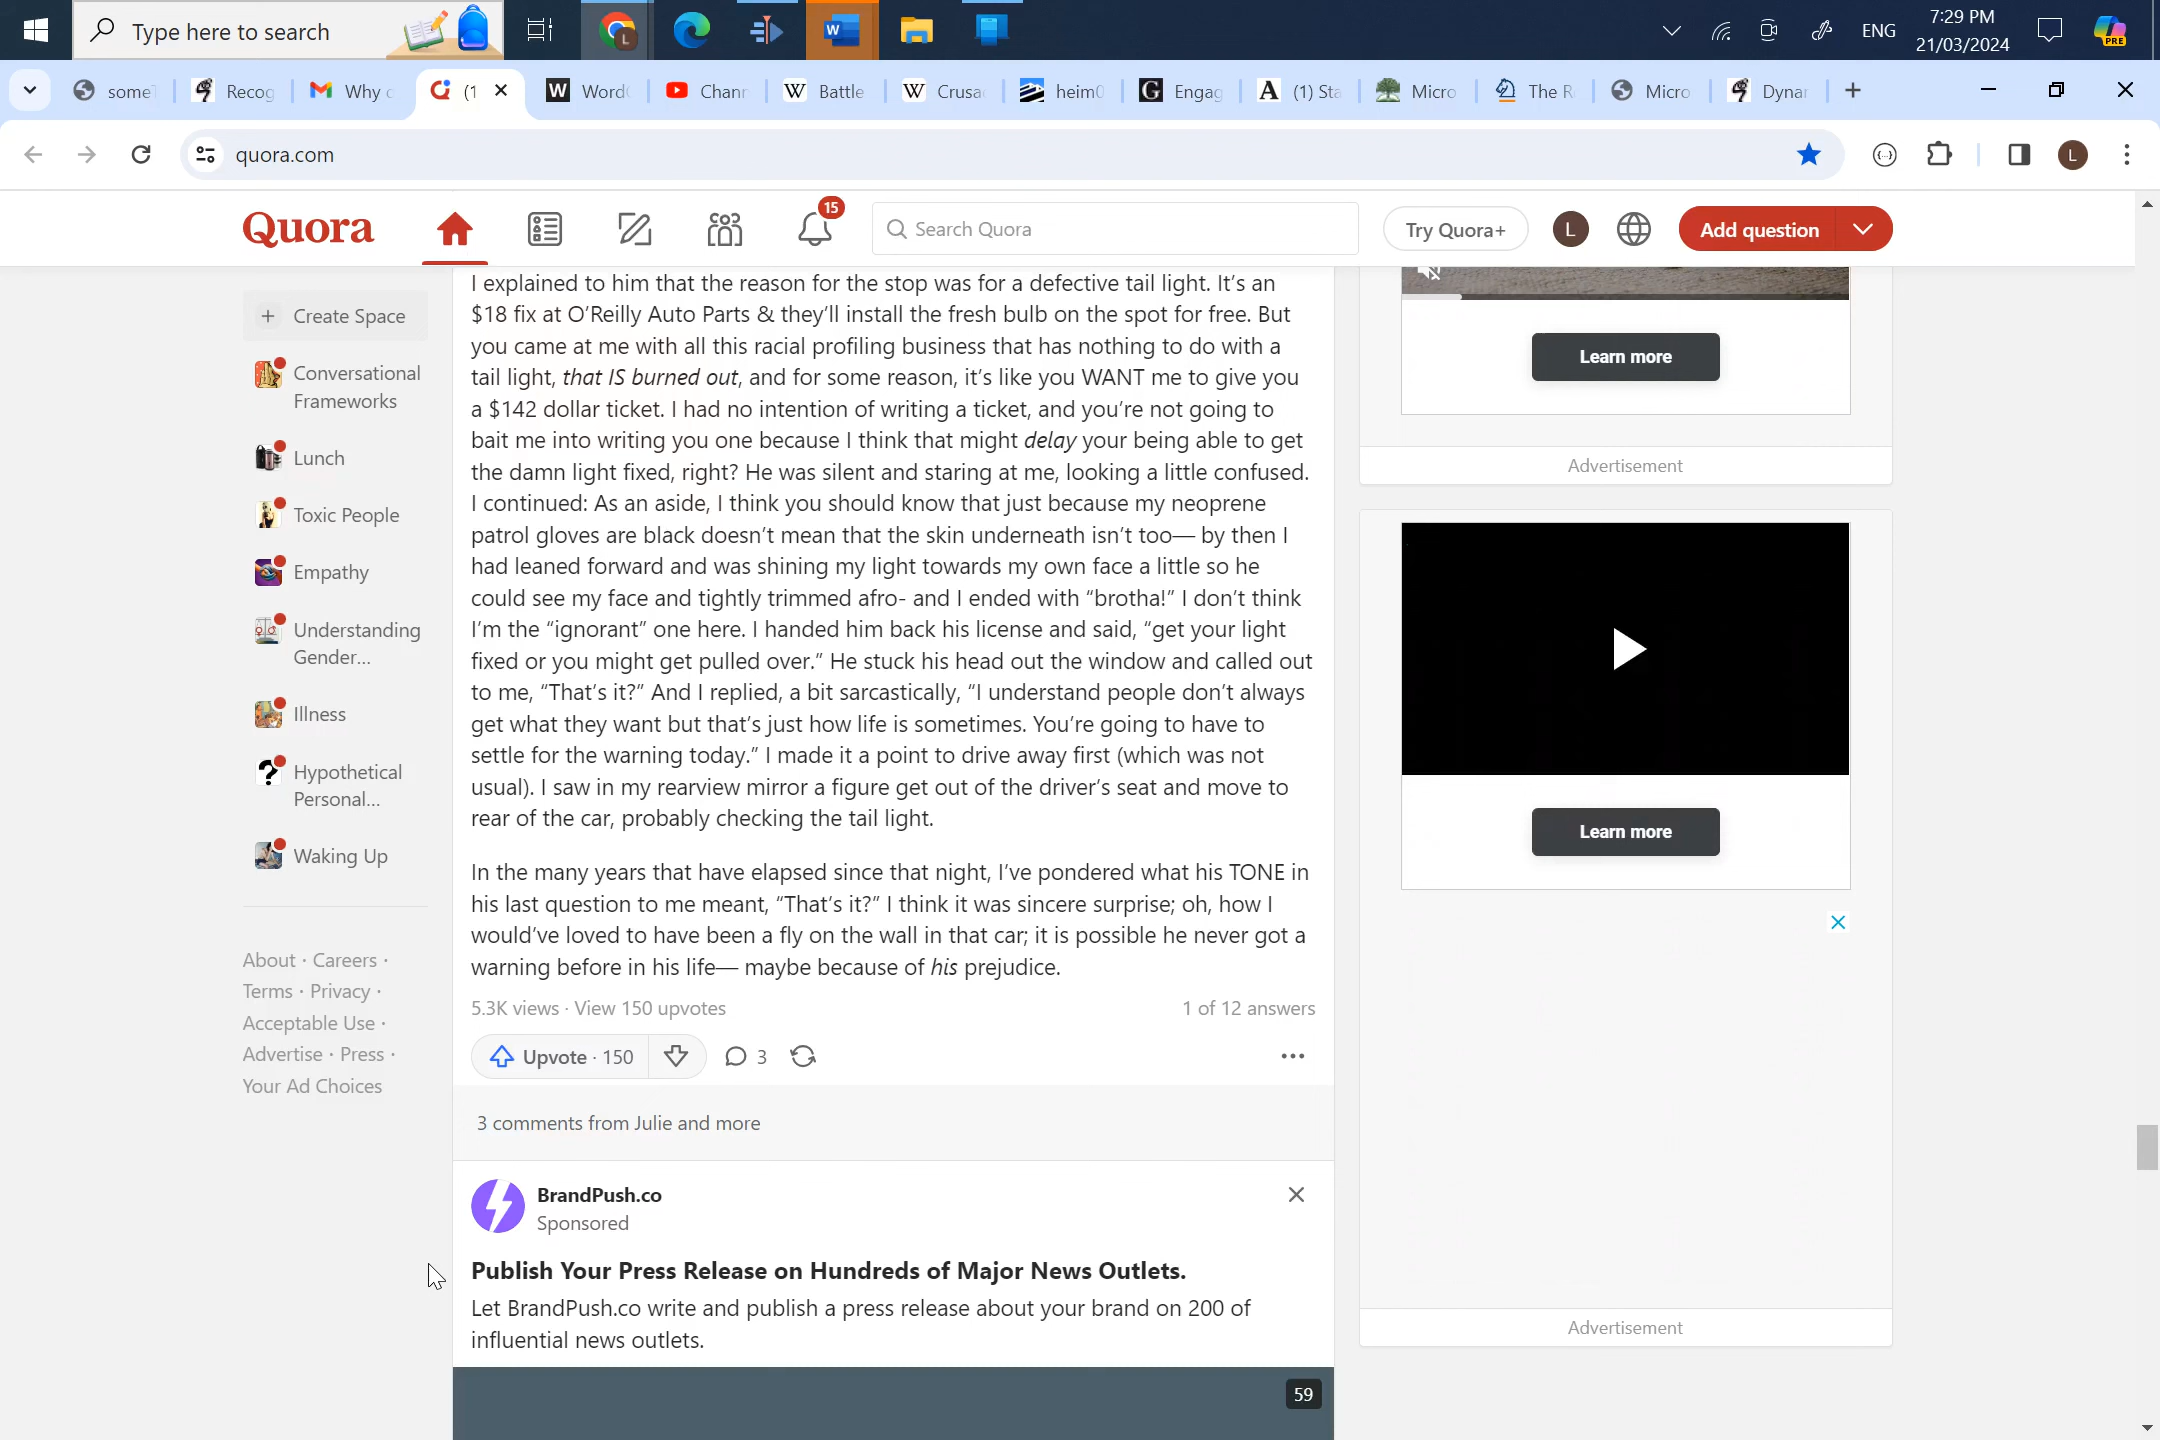 Type here to search
ENG
7:29 PM
21/03/2024
PRE
some
Recog
Why
(1
Word
Chann
Battle
Crusa
heim
Engag
(1) Sta
Micro
The R
Micro
Dynar
quora.com
L
Quora
15
Search Quora
Try Quora+
L
Add question
Create Space
Conversational
Frameworks
Lunch
Toxic People
Empathy
Understanding
Gender...
Illness
Hypothetical
Personal...
Waking Up
About · Careers ·
Terms · Privacy ·
Acceptable Use ·
Advertise · Press ·
Your Ad Choices
I explained to him that the reason for the stop was for a defective tail light. It’s an
$18 fix at O’Reilly Auto Parts & they’ll install the fresh bulb on the spot for free. But
you came at me with all this racial profiling business that has nothing to do with a
tail light, that IS burned out, and for some reason, it’s like you WANT me to give you
a $142 dollar ticket. I had no intention of writing a ticket, and you’re not going to
bait me into writing you one because I think that might delay your being able to get
the damn light fixed, right? He was silent and staring at me, looking a little confused.
I continued: As an aside, I think you should know that just because my neoprene
patrol gloves are black doesn’t mean that the skin underneath isn’t too— by then I
had leaned forward and was shining my light towards my own face a little so he
could see my face and tightly trimmed afro- and I ended with “brotha!” I don’t think
I’m the “ignorant” one here. I handed him back his license and said, “get your light
fixed or you might get pulled over.” He stuck his head out the window and called out
to me, “That’s it?” And I replied, a bit sarcastically, “I understand people don’t always
get what they want but that’s just how life is sometimes. You’re going to have to
settle for the warning today.” I made it a point to drive away first (which was not
usual). I saw in my rearview mirror a figure get out of the driver’s seat and move to
rear of the car, probably checking the tail light.
In the many years that have elapsed since that night, I’ve pondered what his TONE in
his last question to me meant, “That’s it?” I think it was sincere surprise; oh, how I
would’ve loved to have been a fly on the wall in that car; it is possible he never got a
warning before in his life— maybe because of his prejudice.
5.3K views · View 150 upvotes
1 of 12 answers
Upvote · 150
3
3 comments from Julie and more
BrandPush.co
Sponsored
Publish Your Press Release on Hundreds of Major News Outlets.
Let BrandPush.co write and publish a press release about your brand on 200 of
influential news outlets.
59
Learn more
Advertisement
Learn more
Advertisement